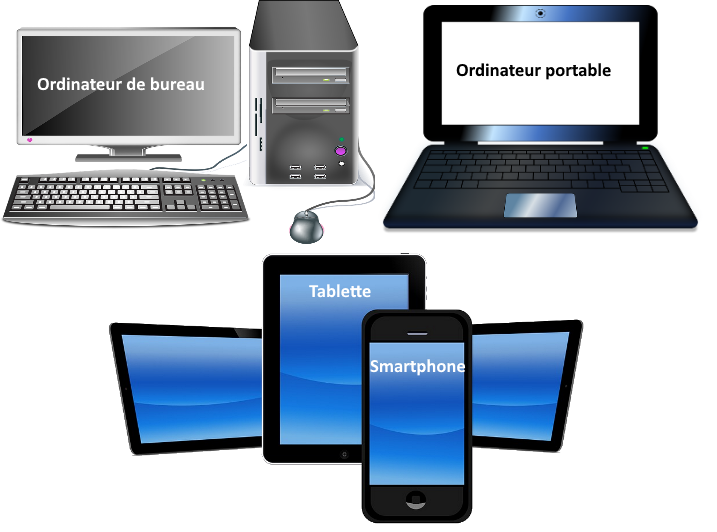 Ordinateur de bureau
Ordinateur portable
Tablette
Smartphone